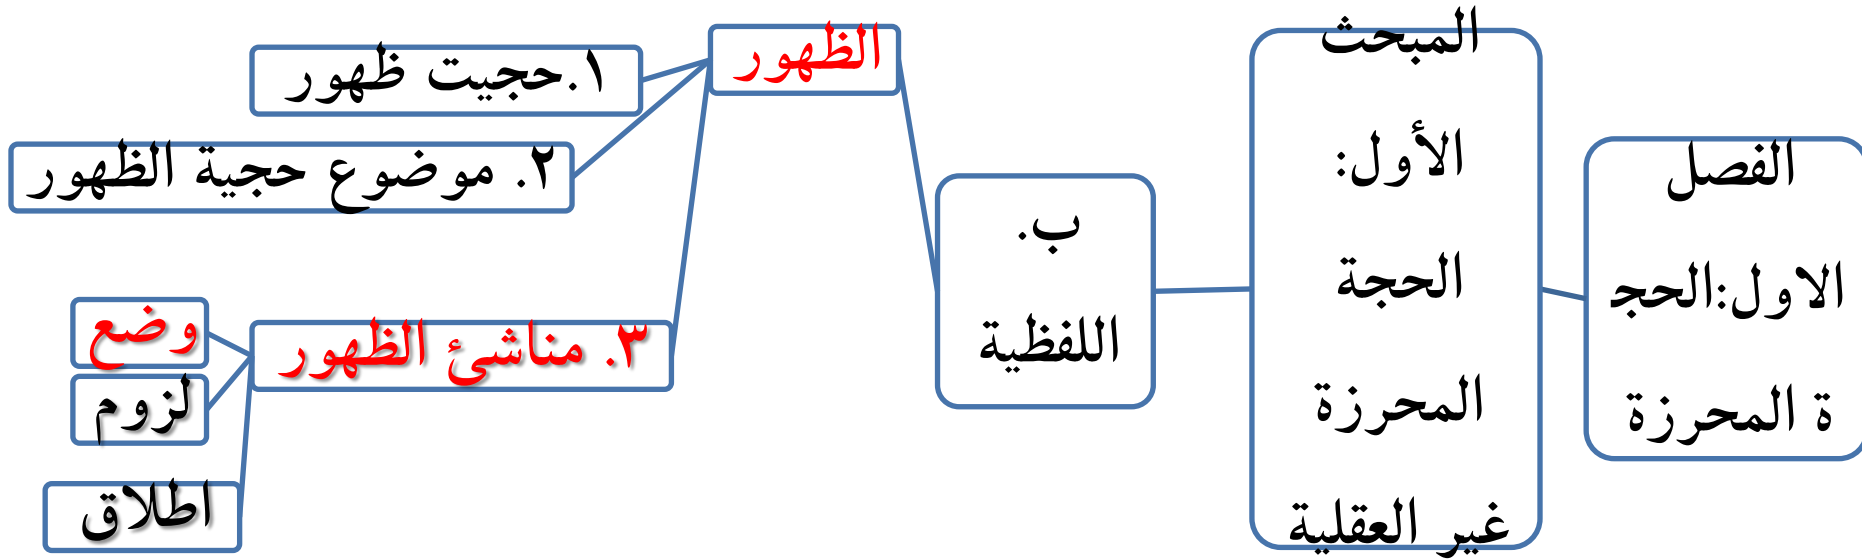 الفصل
الاول:الحج
ة المحرزة
المبحث
الأول:
الحجة
المحرزة
غير العقلية
ب.
اللفظية
الظهور
١.حجيت ظهور
٢. موضوع حجية الظهور
٣. مناشئ الظهور
وضع
لزوم
اطلاق